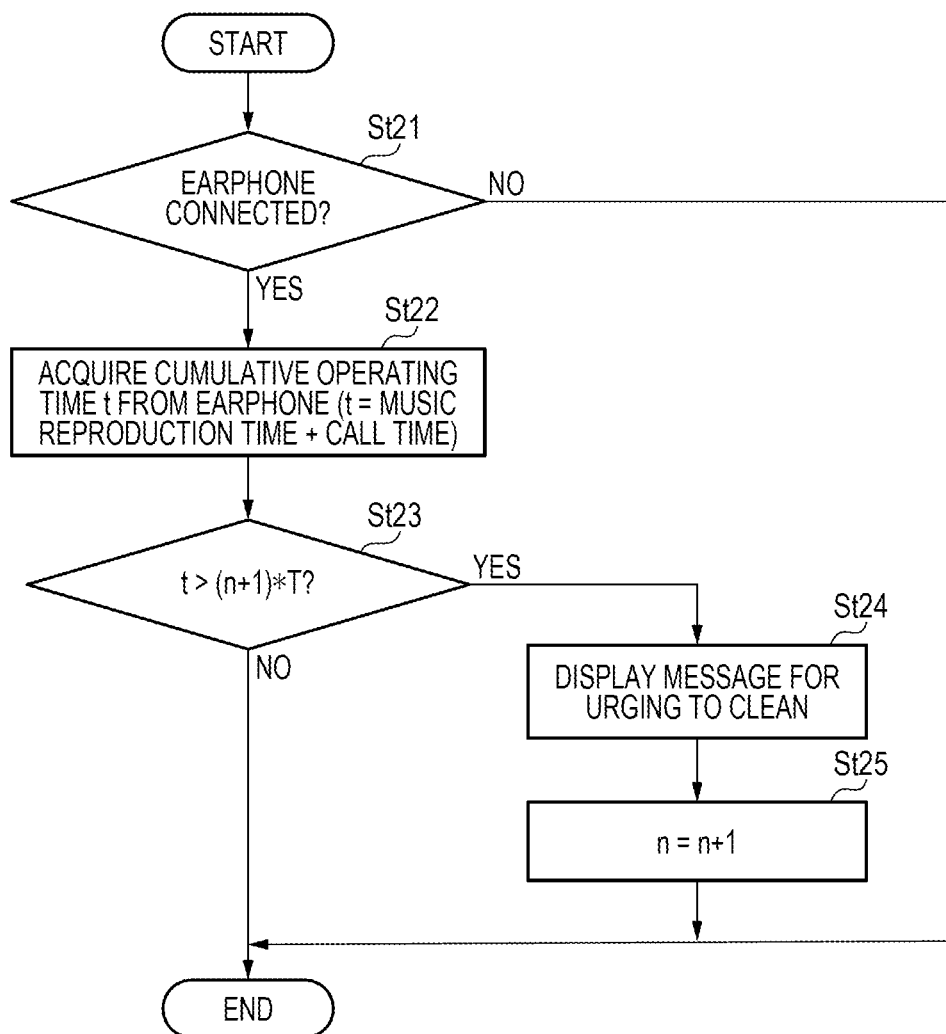 START
St21
EARPHONE
CONNECTED?
NO
YES
St22
ACQUIRE CUMULATIVE OPERATING
TIME t FROM EARPHONE (t = MUSIC
REPRODUCTION TIME + CALL TIME)
St23
t > (n+1)*T?
YES
NO
St24
DISPLAY MESSAGE FOR
URGING TO CLEAN
St25
n = n+1
END